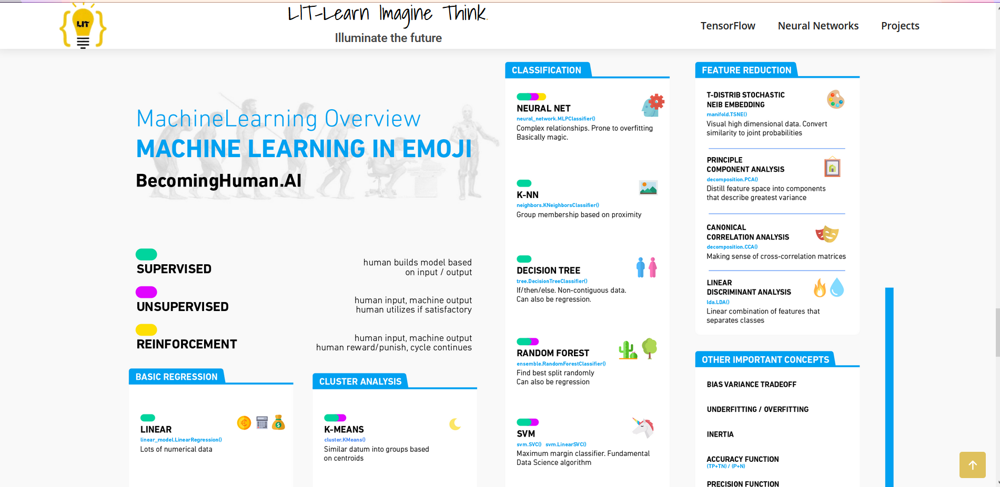 LIT
LIT-Learn Imagine Think.
Illuminate the future
TensorFlow
Neural Networks
Projects
MachineLearning Overview
MACHINE LEARNING IN EMOJI
BecomingHuman.AI
SUPERVISED
human builds model based
on input / output
UNSUPERVISED
human input, machine output
human utilizes if satisfactory
REINFORCEMENT
human input, machine output
human reward/punish, cycle continues
BASIC REGRESSION
LINEAR
linear_model.LinearRegression()
Lots of numerical data
CLUSTER ANALYSIS
K-MEANS
cluster.KMeans()
Similar datum into groups based
on centroids
CLASSIFICATION
NEURAL NET
neural_network.MLPClassifier()
Complex relationships. Prone to overfitting
Basically magic.
K-NN
neighbors.KNeighborsClassifier()
Group membership based on proximity
DECISION TREE
tree.DecisionTreeClassifier()
If/then/else. Non-contiguous data.
Can also be regression.
RANDOM FOREST
ensemble.RandomForestClassifier()
Find best split randomly
Can also be regression
SVM
svm.SVC() svm.LinearSVC()
Maximum margin classifier. Fundamental
Data Science algorithm
FEATURE REDUCTION
T-DISTRIB STOCHASTIC
NEIB EMBEDDING
manifold.TSNE()
Visual high dimensional data. Convert
similarity to joint probabilities
PRINCIPLE
COMPONENT ANALYSIS
decomposition.PCA()
Distill feature space into components
that describe greatest variance
CANONICAL
CORRELATION ANALYSIS
decomposition.CCA()
Making sense of cross-correlation matrices
LINEAR
DISCRIMINANT ANALYSIS
lda.LDA()
Linear combination of features that
separates classes
OTHER IMPORTANT CONCEPTS
BIAS VARIANCE TRADEOFF
UNDERFITTING / OVERFITTING
INERTIA
ACCURACY FUNCTION
(TP+TN) / (P+N)
PRECISION FUNCTION